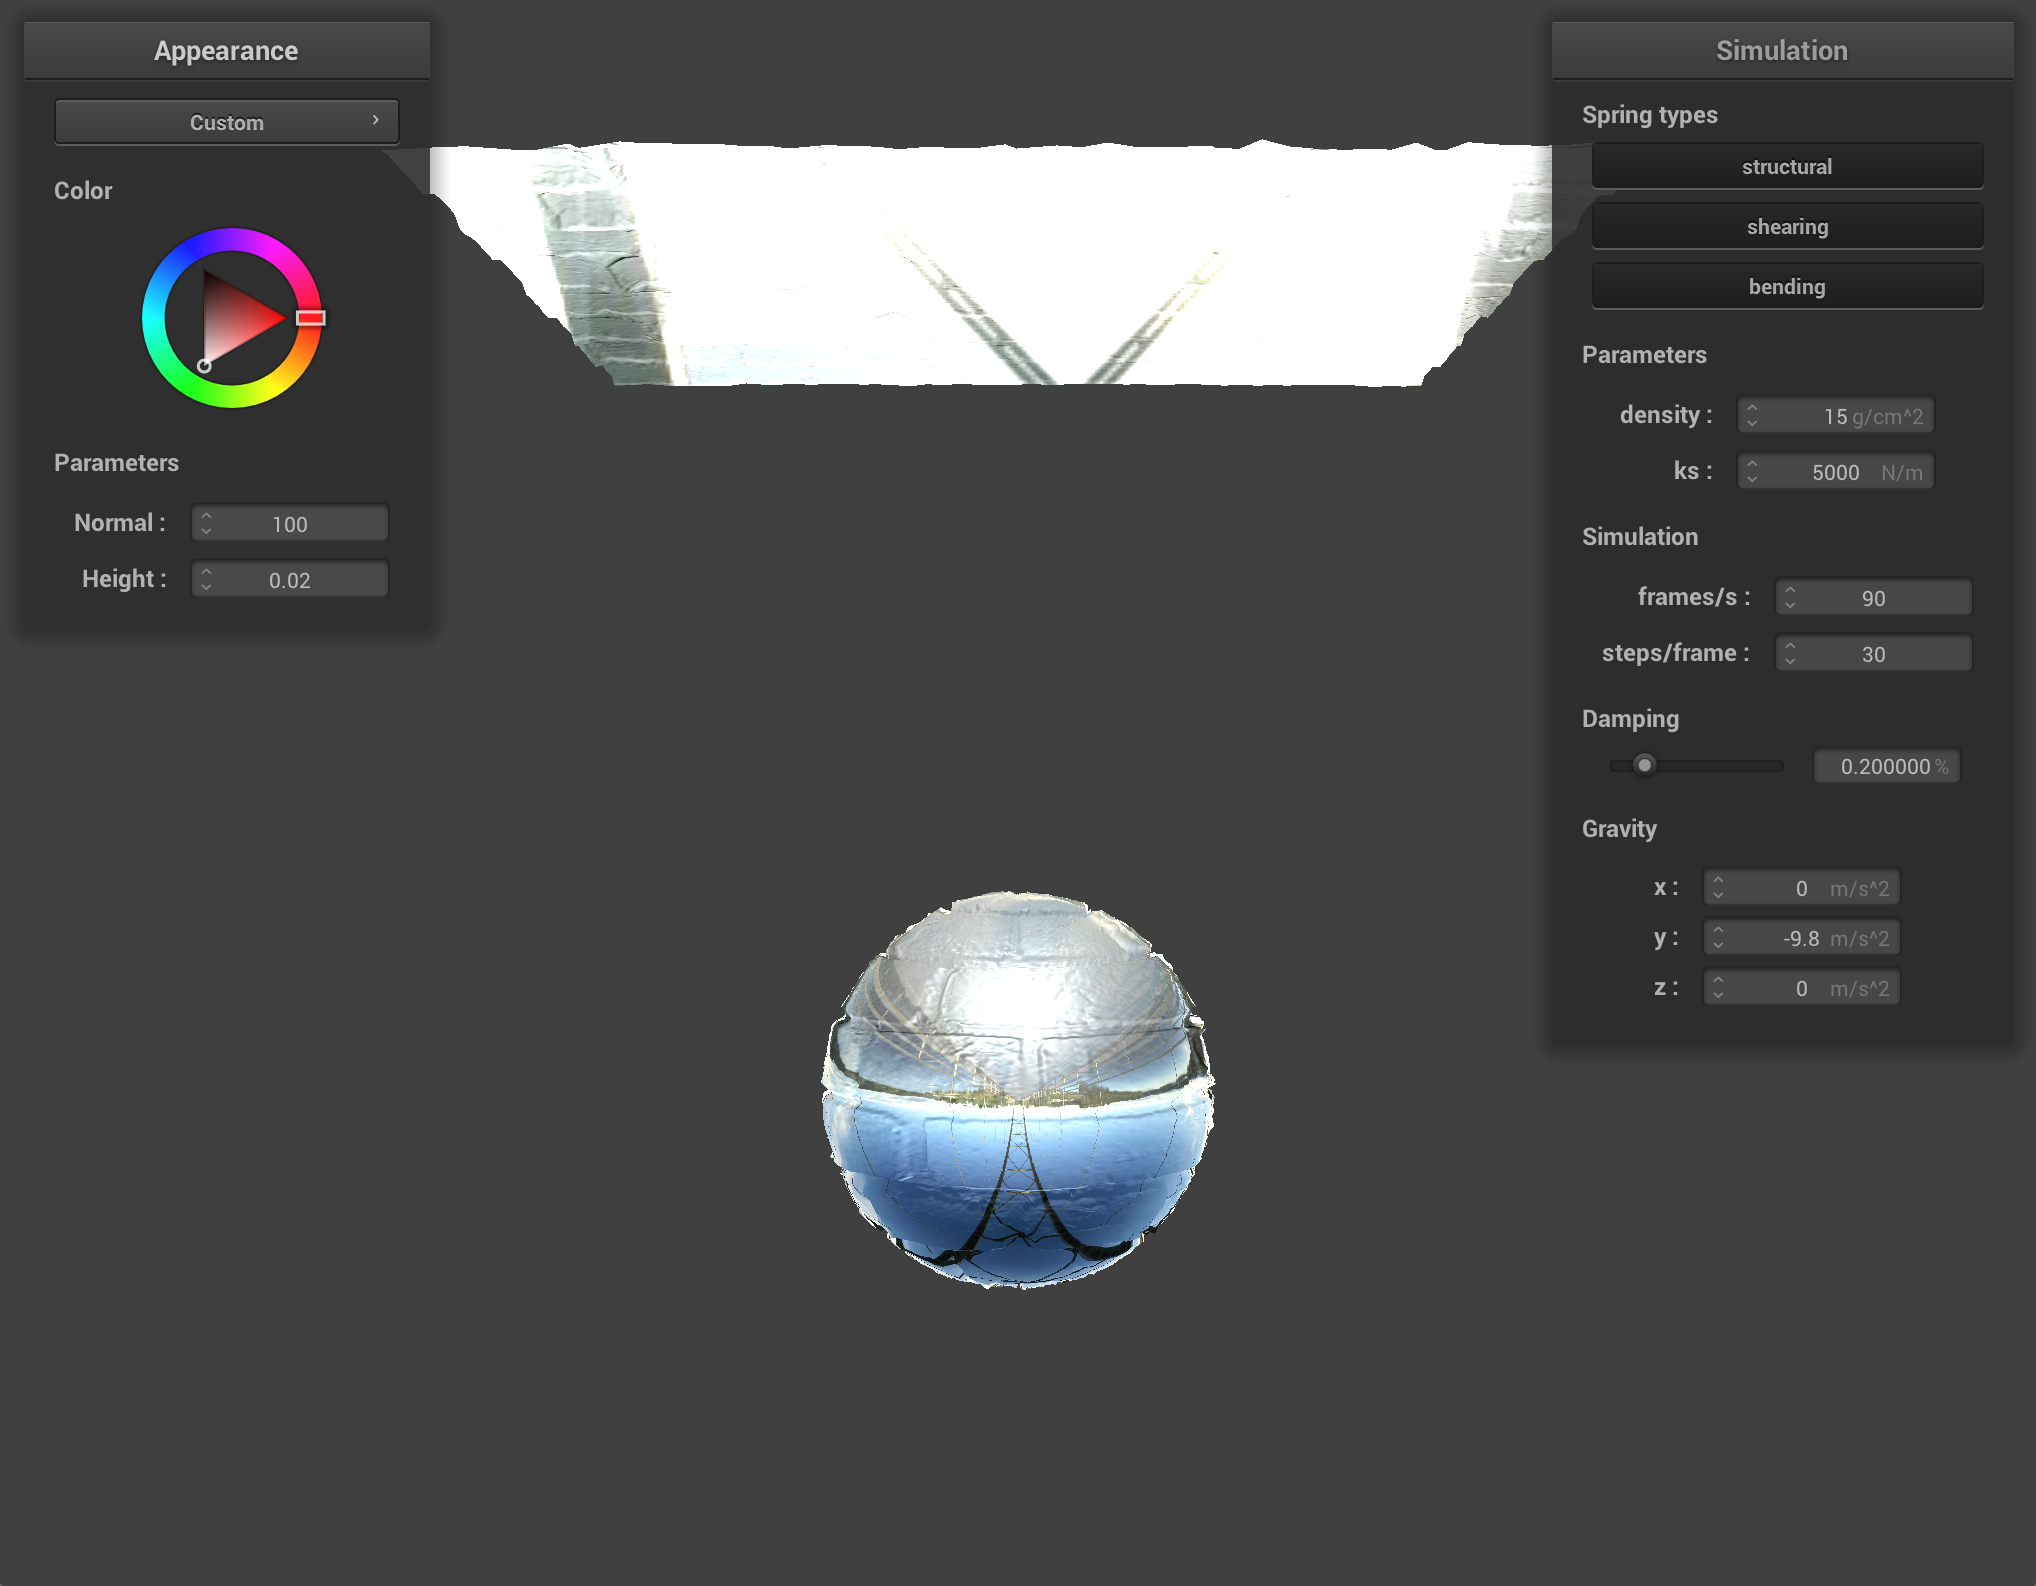 Appearance
Custom
Color
Parameters
Normal : 100
Height : 0.02
Simulation
Spring types
structural
shearing
bending
Parameters
density : 15 g/cm^2
ks : 5000 N/m
Simulation
frames/s : 90
steps/frame : 30
Damping
0.200000 %
Gravity
x : 0 m/s^2
y : -9.8 m/s^2
z : 0 m/s^2